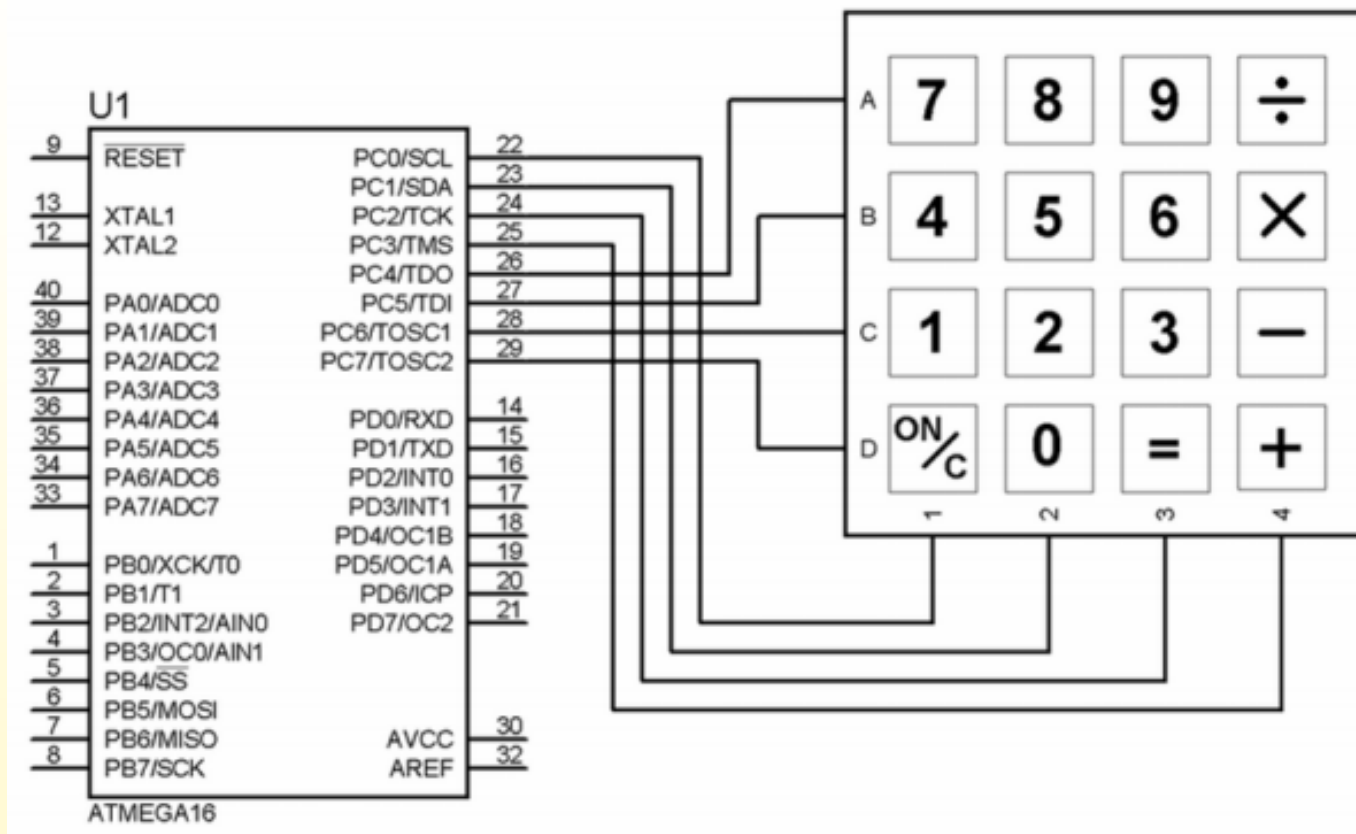 U1
9 RESET PC0/SCL 22
PC1/SDA 23
13 XTAL1 PC2/TCK 24
12 XTAL2 PC3/TMS 25
PC4/TDO 26
40 PA0/ADC0 PC5/TDI 27
39 PA1/ADC1 PC6/TOSC1 28
38 PA2/ADC2 PC7/TOSC2 29
37 PA3/ADC3
36 PA4/ADC4 PD0/RXD 14
35 PA5/ADC5 PD1/TXD 15
34 PA6/ADC6 PD2/INT0 16
33 PA7/ADC7 PD3/INT1 17
PD4/OC1B 18
1 PB0/XCK/T0 PD5/OC1A 19
2 PB1/T1 PD6/ICP 20
3 PB2/INT2/AIN0 PD7/OC2 21
4 PB3/OC0/AIN1
5 PB4/SS
6 PB5/MOSI
7 PB6/MISO AVCC 30
8 PB7/SCK AREF 32
ATMEGA16
A 7 8 9 ÷
B 4 5 6 ×
C 1 2 3 −
D ON/C 0 = +
1 2 3 4